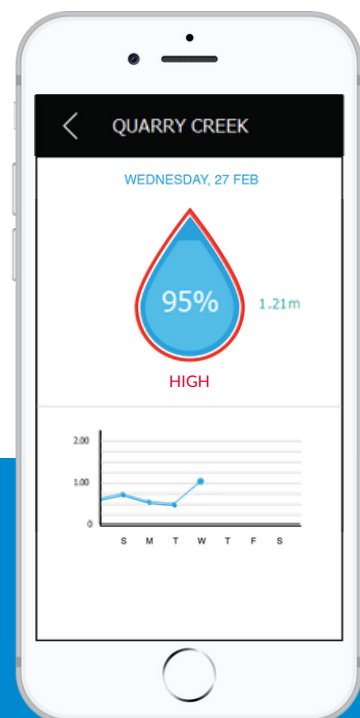 QUARRY CREEK
WEDNESDAY, 27 FEB
95%
1.21m
HIGH
2.00
1.00
0
S M T W T F S